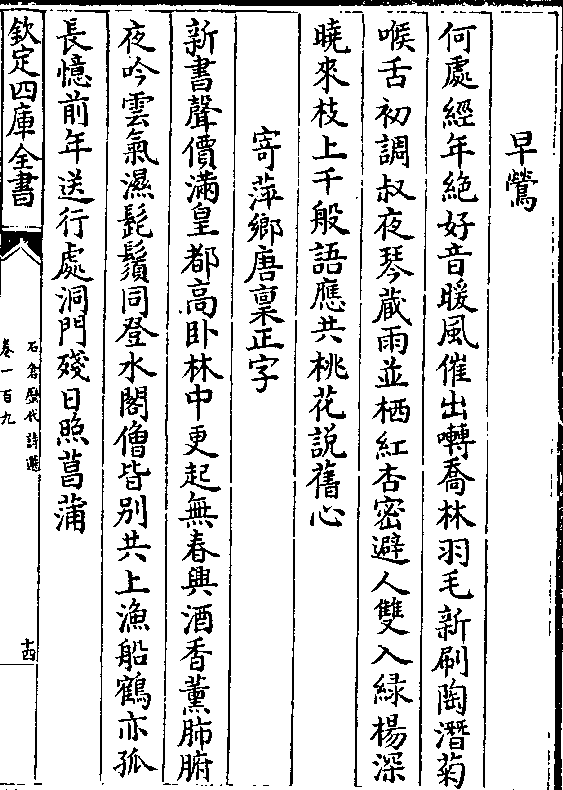 早鶯
何處經年絶好音暖風催出囀喬林羽毛新刷陶潛菊
喉舌初調叔夜琴藏雨並栖紅杏密避人雙入緑楊深
曉來枝上千般語應共桃花説舊心
寄萍鄉唐稟正字
新書聲價滿皇都高卧林中更起無春興酒香薰肺腑
夜吟雲氣濕髭鬚同登水閣僧皆别共上漁船鶴亦孤
長憶前年送行處洞門殘日照菖蒲
欽定四庫全書
石倉歷代詩選
卷一百九
十四